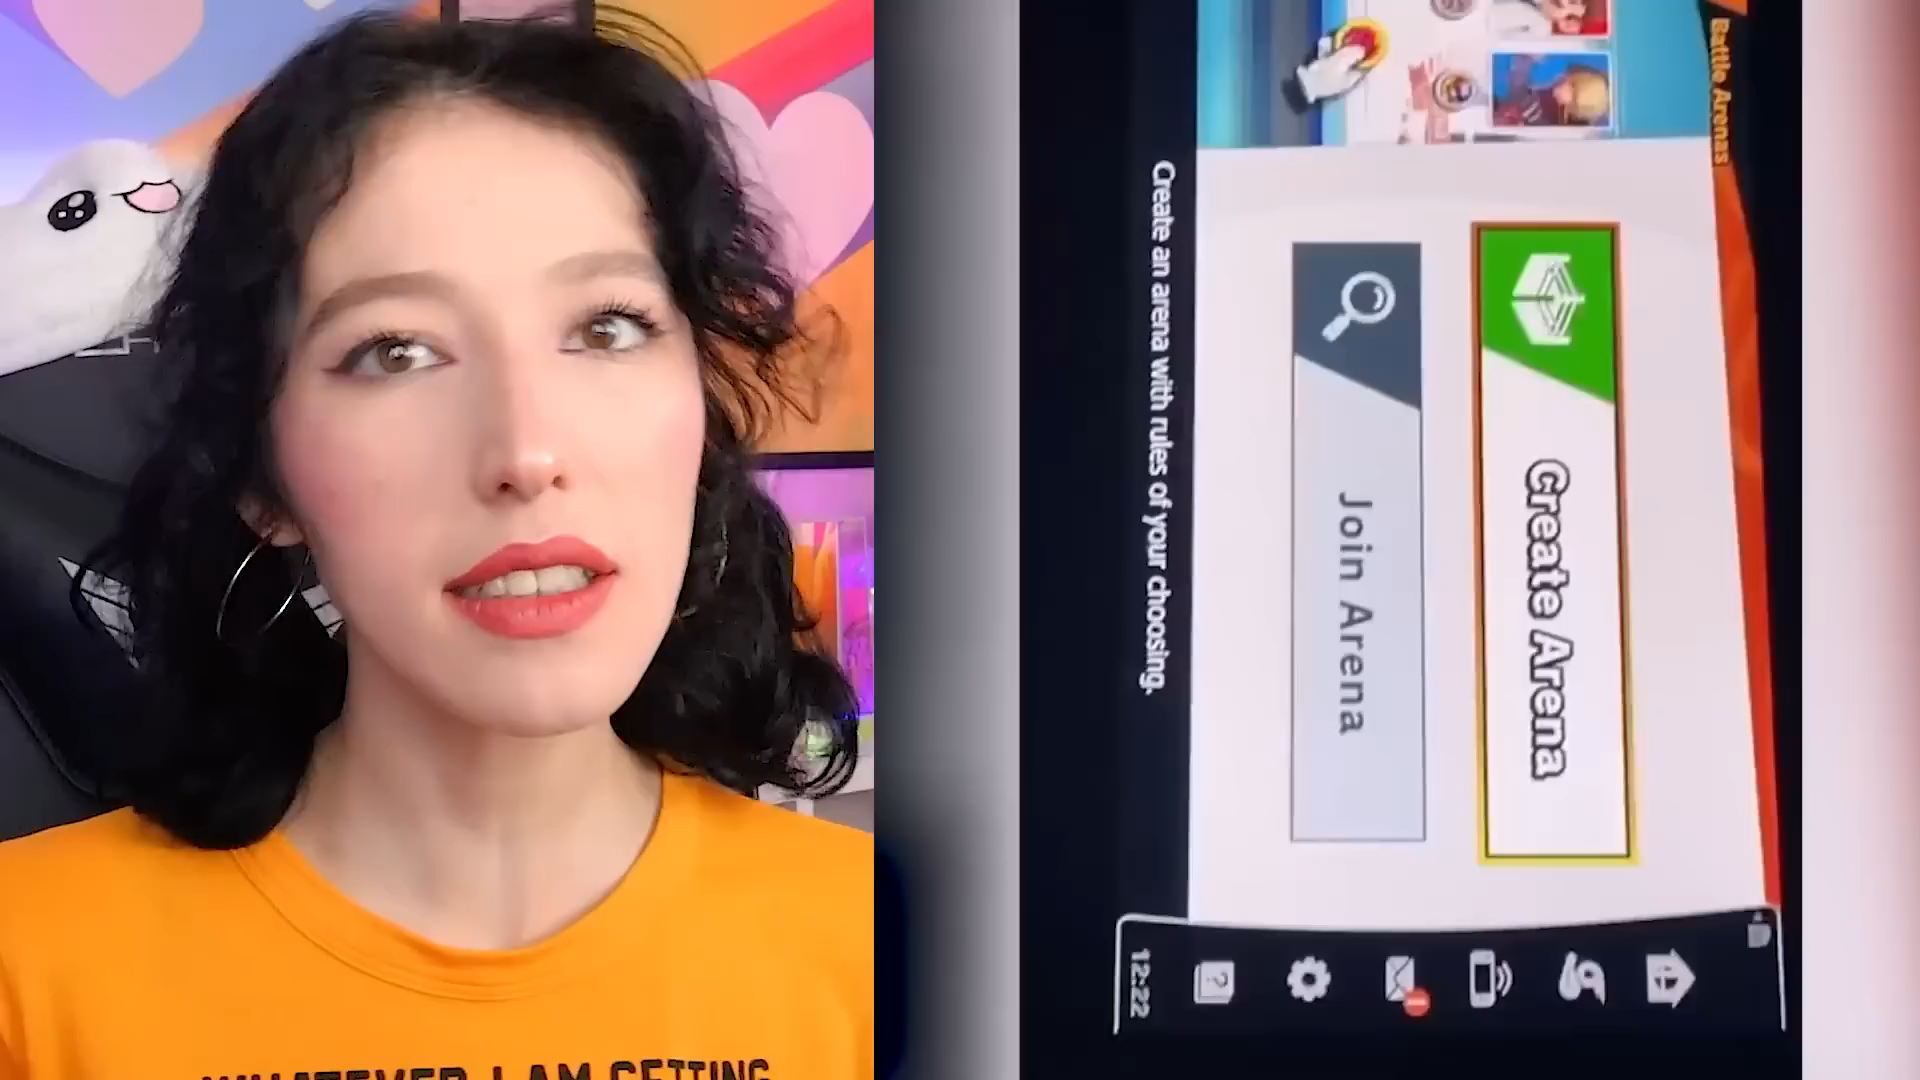 WHATEVER I AM GETTING
Battle Arenas
Create Arena
Join Arena
Create an arena with rules of your choosing.
12:22